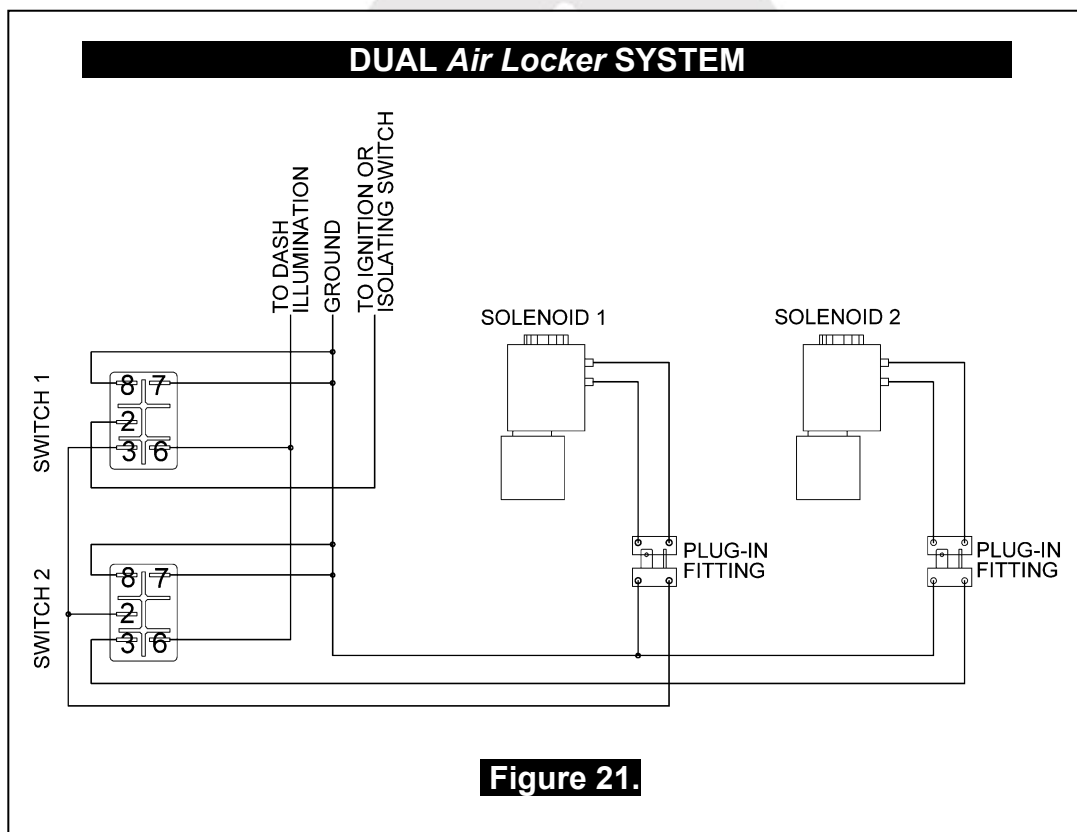 DUAL Air Locker SYSTEM
TO DASH
ILLUMINATION
GROUND
TO IGNITION OR
ISOLATING SWITCH
SOLENOID 1
SOLENOID 2
SWITCH 1
8 7
2
3 6
SWITCH 2
8 7
2
3 6
PLUG-IN
FITTING
PLUG-IN
FITTING
Figure 21.